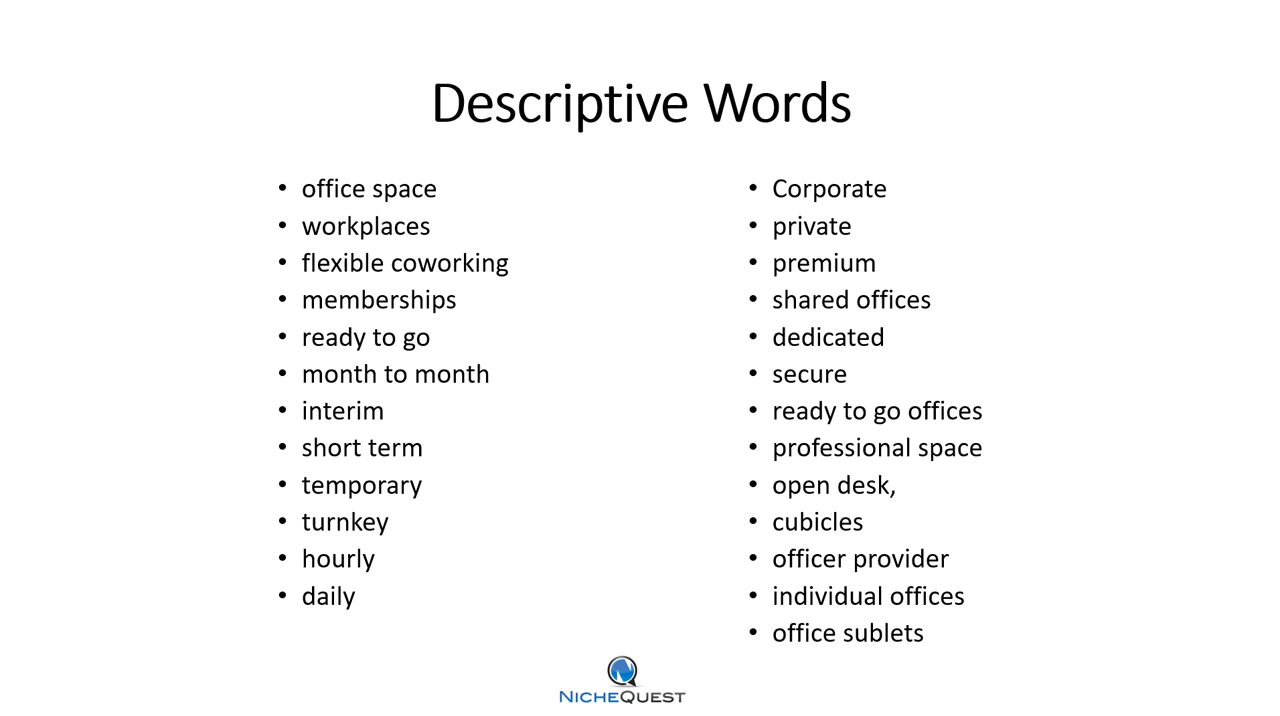 Descriptive Words
• office space
• workplaces
• flexible coworking
• memberships
• ready to go
• month to month
• interim
• short term
• temporary
• turnkey
• hourly
• daily
• Corporate
• private
• premium
• shared offices
• dedicated
• secure
• ready to go offices
• professional space
• open desk,
• cubicles
• officer provider
• individual offices
• office sublets
NICHEQUEST